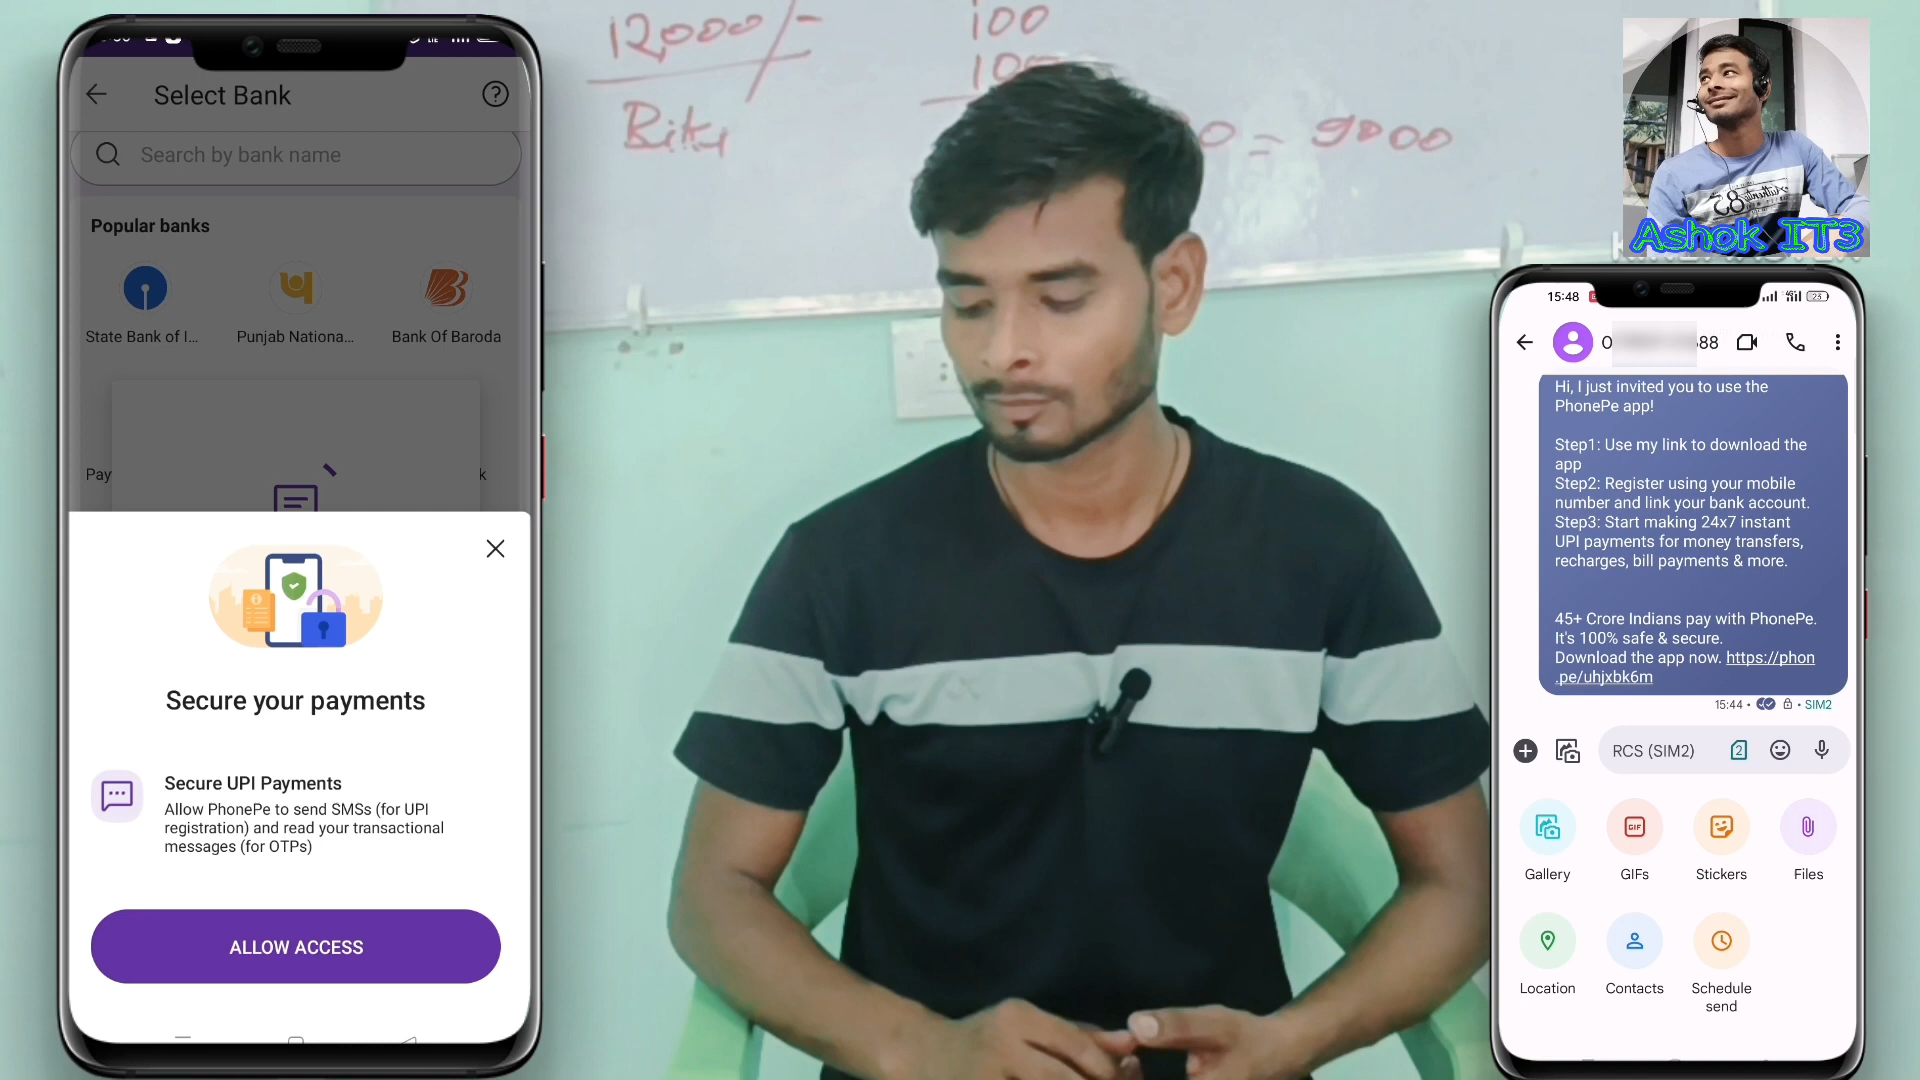 Select Bank
Search by bank name
Popular banks
State Bank of I...
Punjab Nationa...
Bank Of Baroda
Pay
k
Secure your payments
Secure UPI Payments
Allow PhonePe to send SMSs (for UPI
registration) and read your transactional
messages (for OTPs)
ALLOW ACCESS
12,000/-
100
Ashok IT3
15:48
23
0
88
Hi, I just invited you to use the
PhonePe app!
Step1: Use my link to download the
app
Step2: Register using your mobile
number and link your bank account.
Step3: Start making 24x7 instant
UPI payments for money transfers,
recharges, bill payments & more.
45+ Crore Indians pay with PhonePe.
It's 100% safe & secure.
Download the app now. https://phon
.pe/uhjxbk6m
15:44 • SIM2
RCS (SIM2)
2
GIF
Gallery
GIFs
Stickers
Files
Location
Contacts
Schedule
send